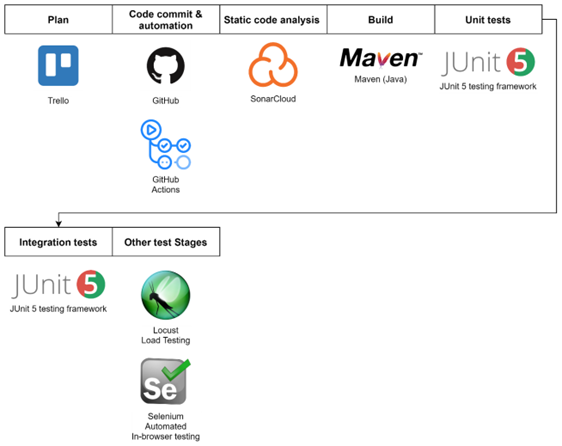 Plan
Code commit &
automation
Static code analysis
Build
Unit tests
Trello
GitHub
SonarCloud
Maven™
Maven (Java)
JUnit 5
JUnit 5 testing framework
GitHub
Actions
Integration tests
Other test Stages
JUnit 5
JUnit 5 testing framework
Locust
Load Testing
Se
Selenium
Automated
In-browser testing